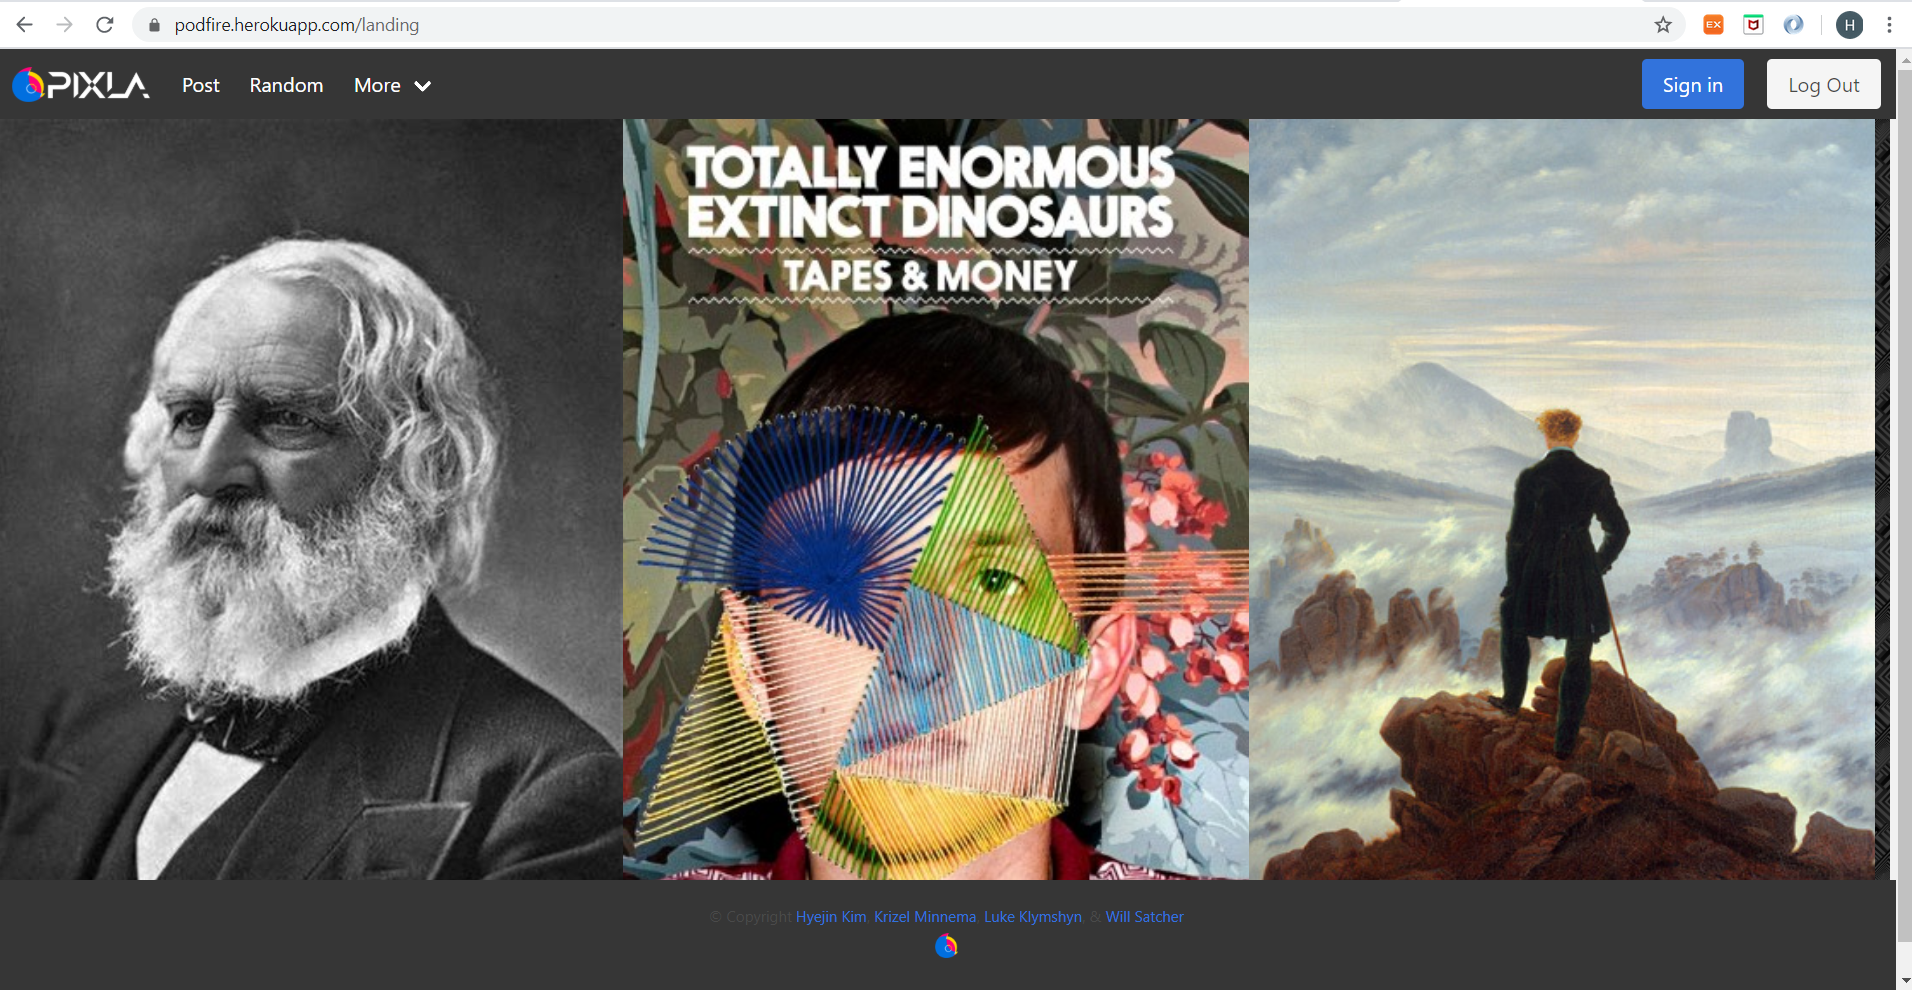 podfire.herokuapp.com/landing
EX
H
PIXLA Post Random More Sign in Log Out
TOTALLY ENORMOUS
EXTINCT DINOSAURS
TAPES & MONEY
© Copyright Hyejin Kim, Krizel Minnema, Luke Klymshyn, & Will Satcher